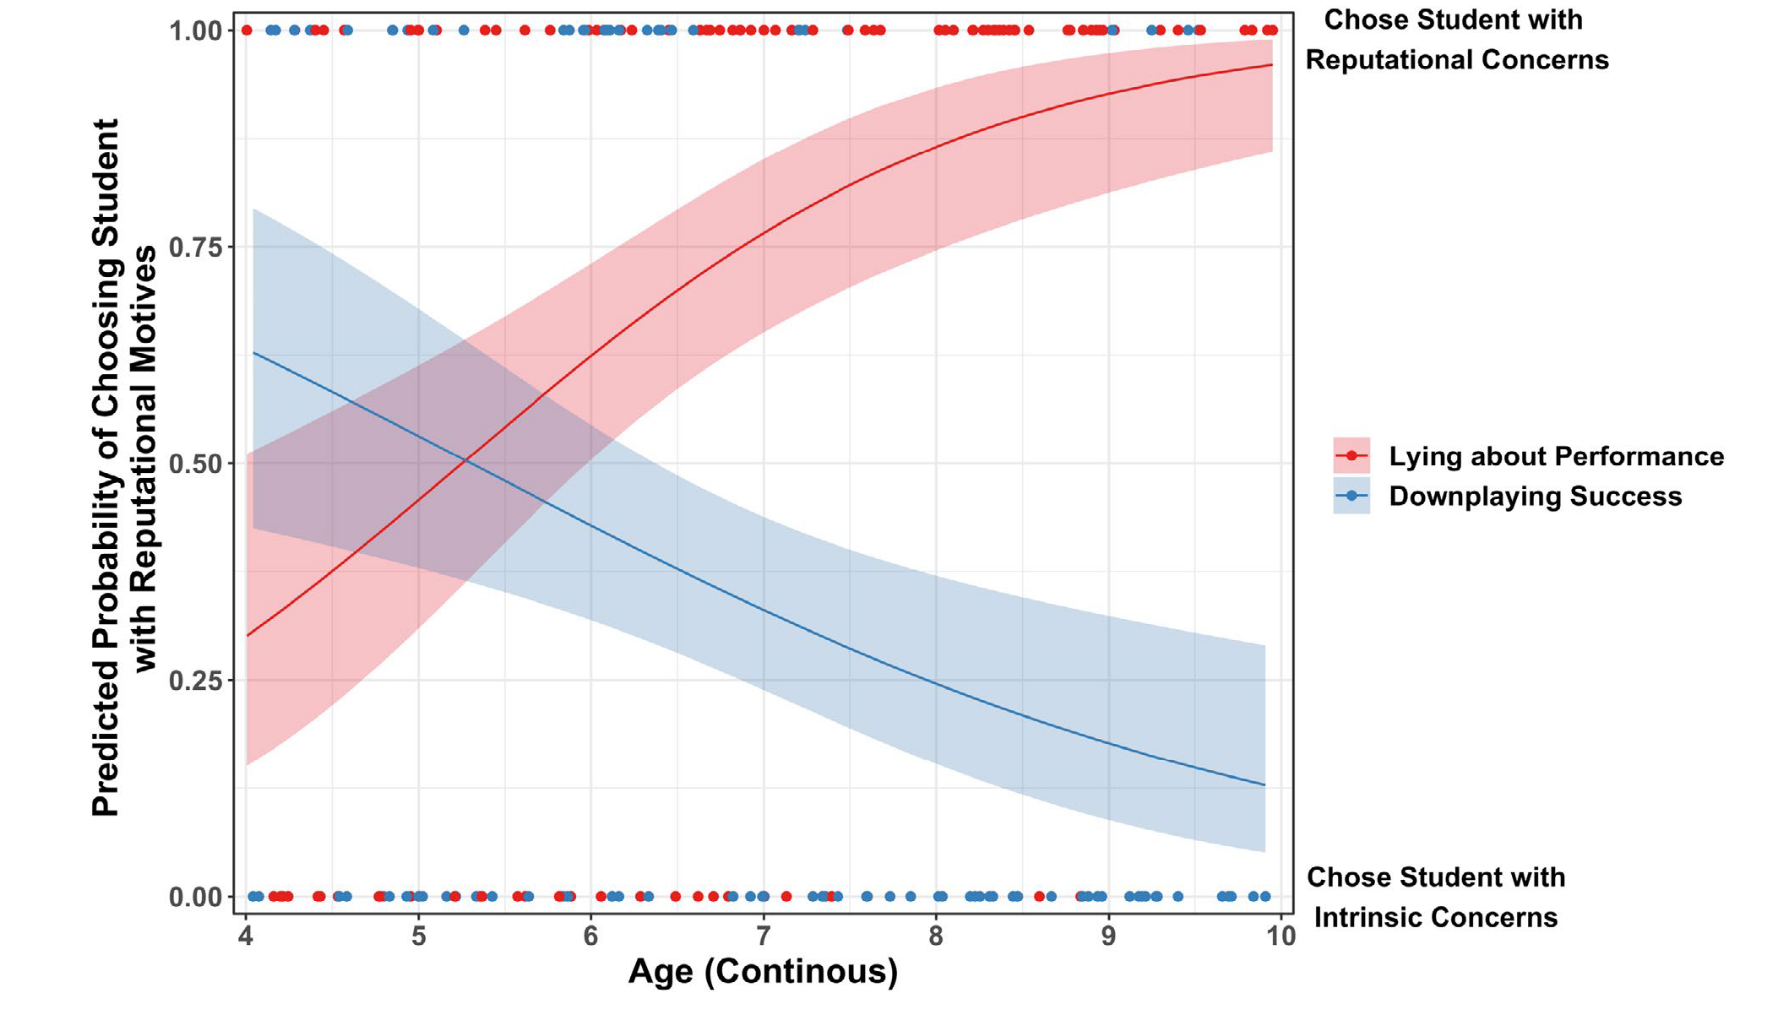 Predicted Probability of Choosing Student
with Reputational Motives
1.00
0.75
0.50
0.25
0.00
4 5 6 7 8 9 10
Age (Continous)
Chose Student with
Reputational Concerns
Lying about Performance
Downplaying Success
Chose Student with
Intrinsic Concerns